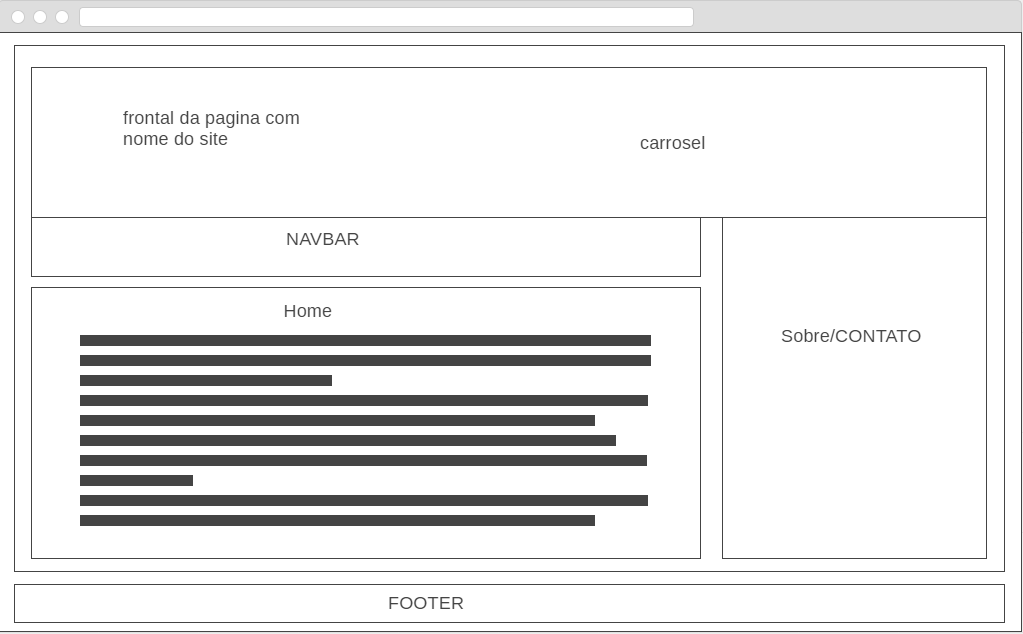 frontal da pagina com
nome do site
carrosel
NAVBAR
Home
Sobre/CONTATO
FOOTER